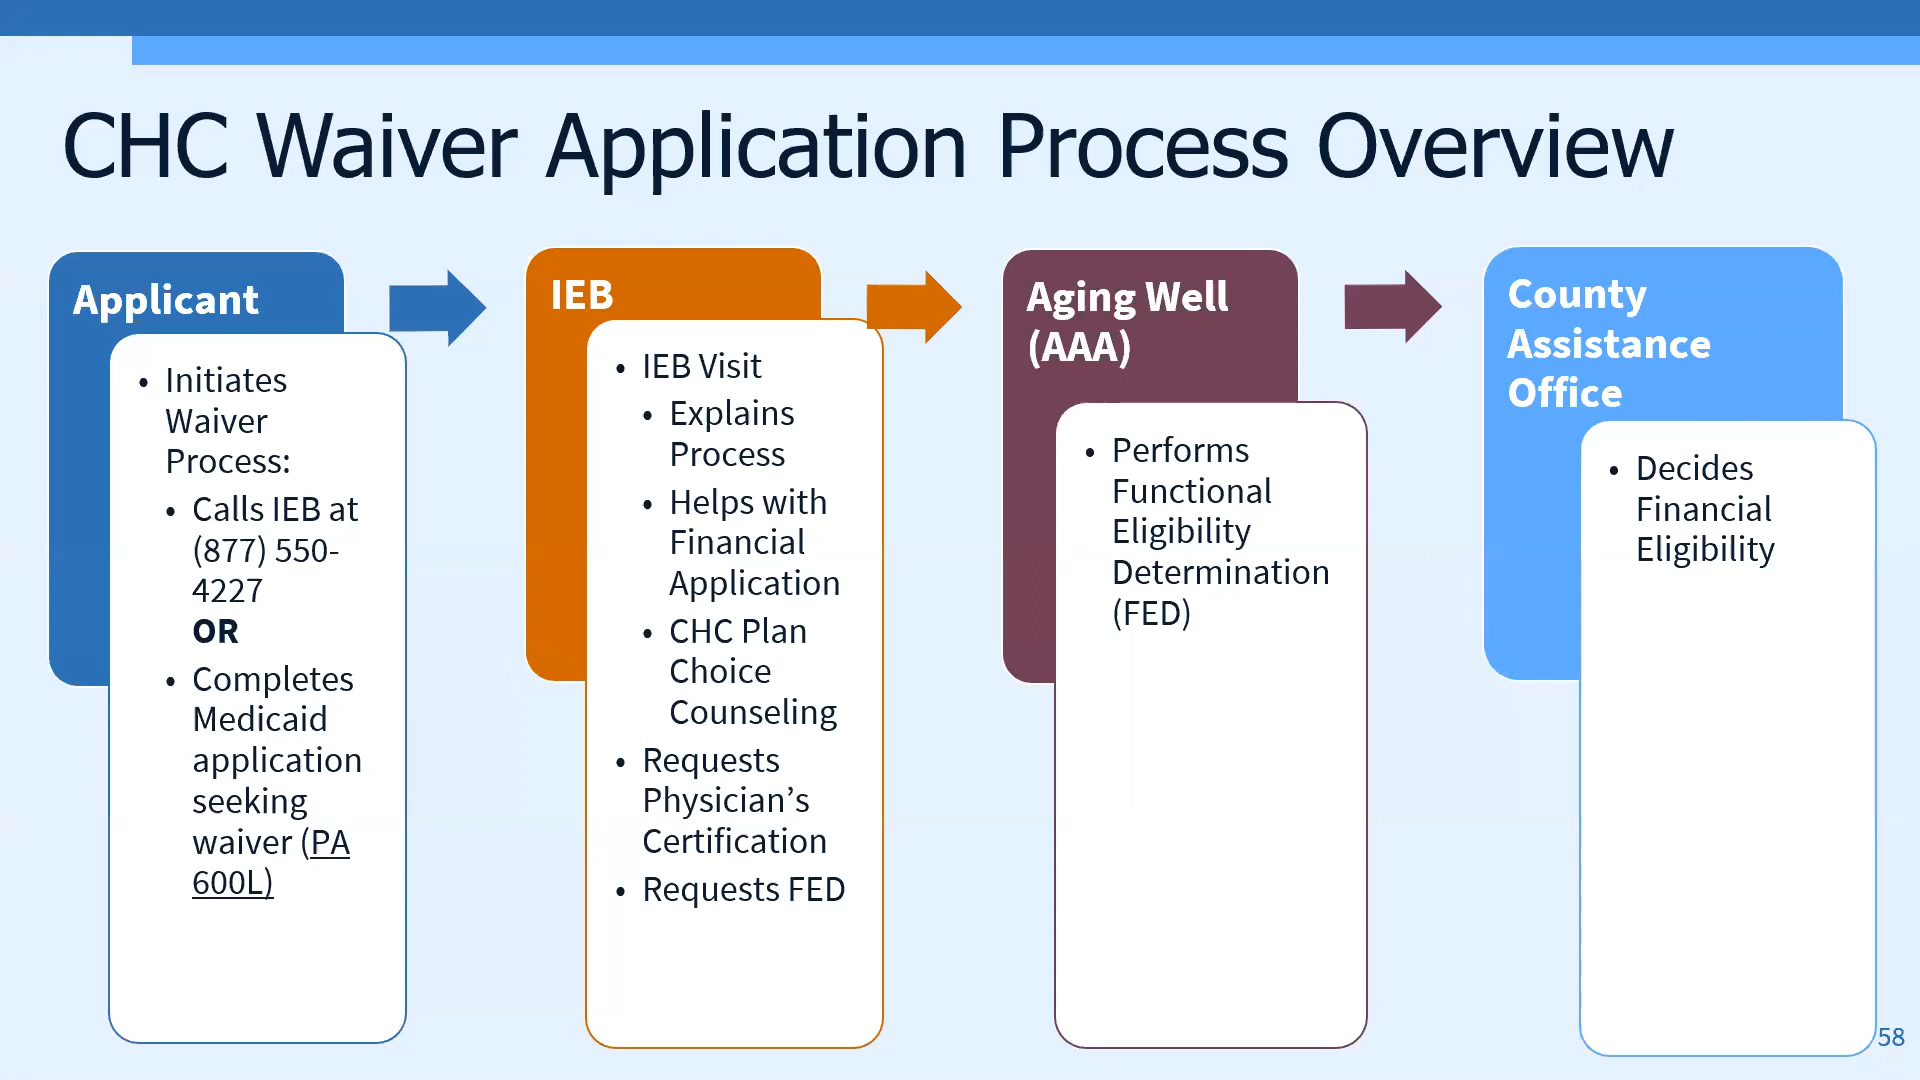 CHC Waiver Application Process Overview
Applicant
• Initiates
Waiver
Process:
• Calls IEB at
(877) 550-
4227
OR
• Completes
Medicaid
application
seeking
waiver (PA
600L)
IEB
• IEB Visit
• Explains
Process
• Helps with
Financial
Application
• CHC Plan
Choice
Counseling
• Requests
Physician’s
Certification
• Requests FED
Aging Well
(AAA)
• Performs
Functional
Eligibility
Determination
(FED)
County
Assistance
Office
• Decides
Financial
Eligibility
58